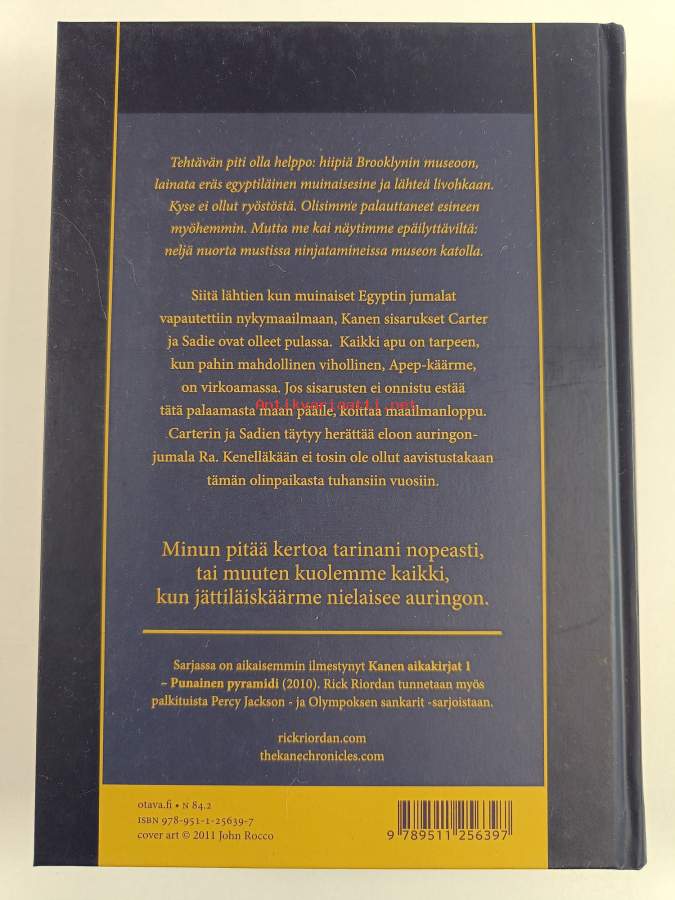 Tehtävän piti olla helppo: hiipiä Brooklynin museoon,
lainata eräs egyptiläinen muinaisesine ja lähteä livohkaan.
Kyse ei ollut ryöstöstä. Olisimme palauttaneet esineen
myöhemmin. Mutta me kai näytimme epäilyttäviltä:
neljä nuorta mustissa ninjatamineissa museon katolla.
Siitä lähtien kun muinaiset Egyptin jumalat
vapautettiin nykymaailmaan, Kanen sisarukset Carter
ja Sadie ovat olleet pulassa. Kaikki apu on tarpeen,
kun pahin mahdollinen vihollinen, Apep-käärme,
on virkoamassa. Jos sisarusten ei onnistu estää
Antikvariaatti.net
tätä palaamasta maan päälle, koittaa maailmanloppu.
Carterin ja Sadien täytyy herättää eloon auringon-
jumala Ra. Kenelläkään ei tosin ole ollut aavistustakaan
tämän olinpaikasta tuhansiin vuosiin.
Minun pitää kertoa tarinani nopeasti,
tai muuten kuolemme kaikki,
kun jättiläiskäärme nielaisee auringon.
Sarjassa on aikaisemmin ilmestynyt Kanen aikakirjat 1
– Punainen pyramidi (2010). Rick Riordan tunnetaan myös
palkituista Percy Jackson - ja Olympoksen sankarit -sarjoistaan.
rickriordan.com
thekanechronicles.com
otava.fi • N 84.2
ISBN 978-951-1-25639-7
cover art © 2011 John Rocco
9 789511 256397